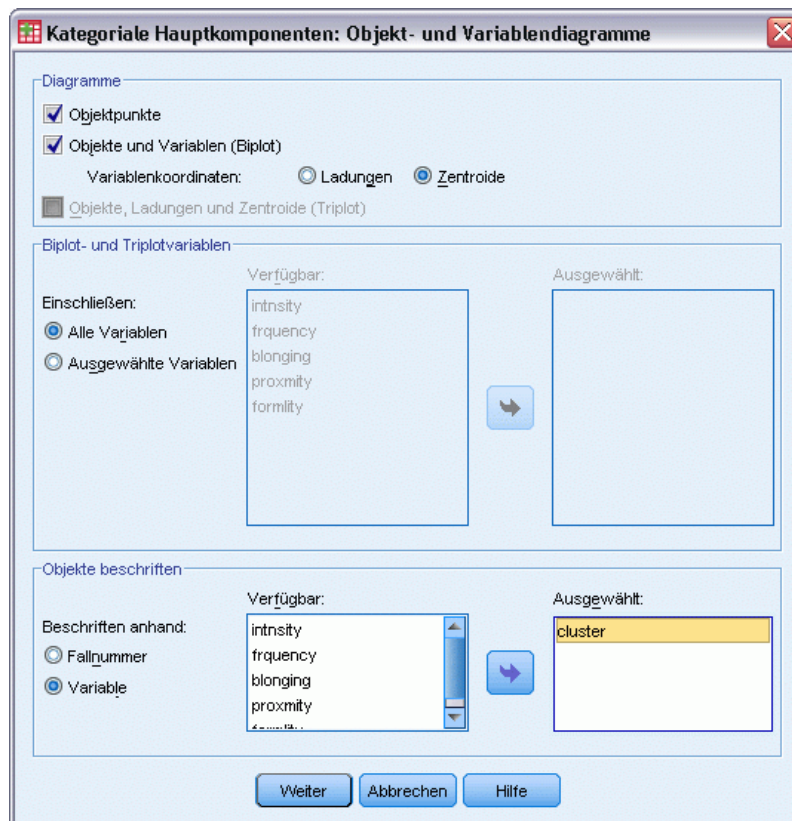 Kategoriale Hauptkomponenten: Objekt- und Variablendiagramme
Diagramme
Objektpunkte
Objekte und Variablen (Biplot)
Variablenkoordinaten: Ladungen Zentroide
Objekte, Ladungen und Zentroide (Triplot)
Biplot- und Triplotvariablen
Verfügbar: Ausgewählt:
Einschließen:
Alle Variablen
Ausgewählte Variablen
intnsity
frquency
blonging
proxmity
formlity
Objekte beschriften
Verfügbar: Ausgewählt:
Beschriften anhand:
Fallnummer
Variable
intnsity
frquency
blonging
proxmity
cluster
Weiter Abbrechen Hilfe